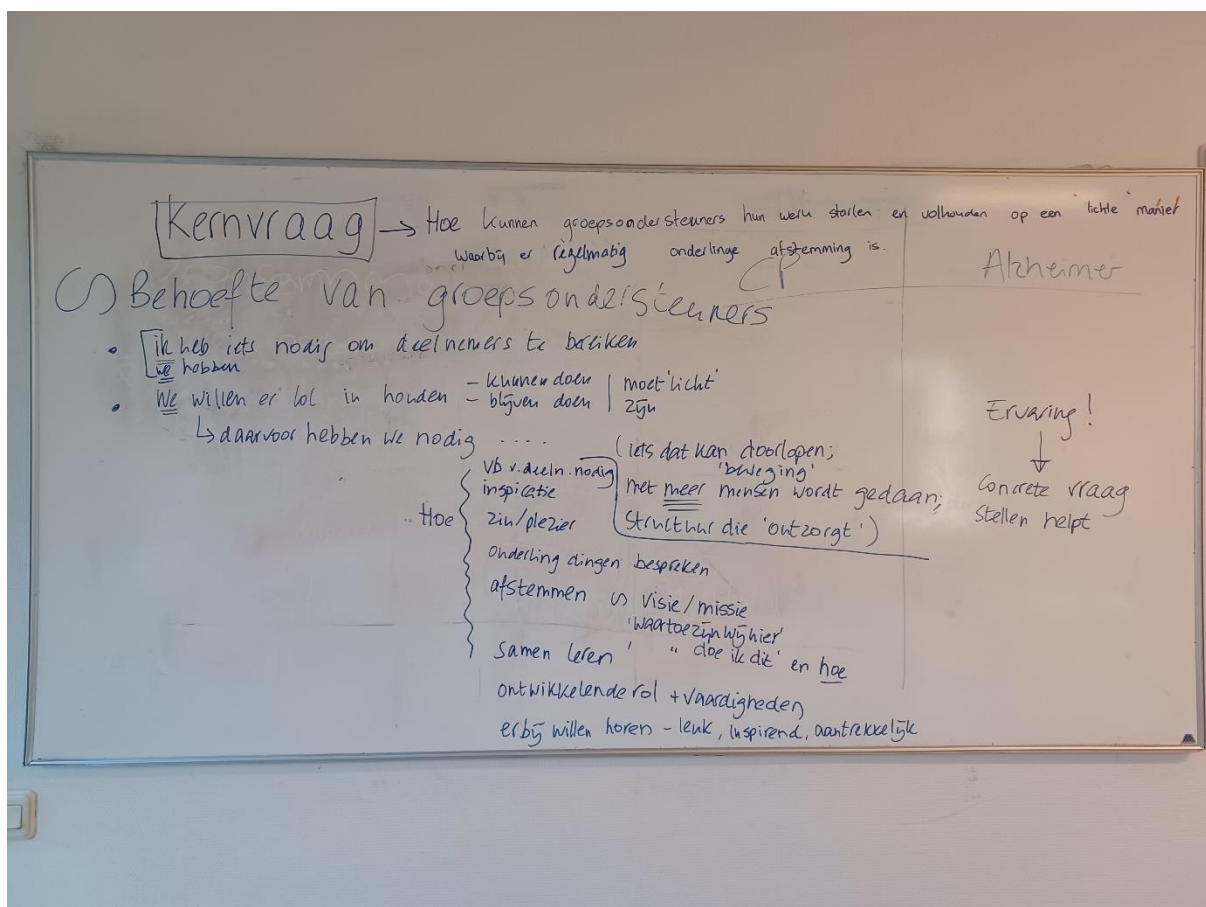 Kernvraag → Hoe kunnen groepsondersteuners hun werk starten en volhouden op een 'lichte' manier
waarbij er regelmatig onderlinge afstemming is.
Behoefte van groepsondersteuners
• ik heb iets nodig om deelnemers te bereiken
we hebben
• We willen er lol in houden – kunnen doen | moet 'licht'
– blijven doen | zijn
↳ daarvoor hebben we nodig ....
(iets dat kan doorlopen;
'beweging'
met meer mensen wordt gedaan;
structuur die 'ontzorgt')
.. Hoe
vb v. deeln. nodig
inspiratie
zin/plezier
onderling dingen bespreken
afstemmen ∽ visie/missie
'waartoe zijn wij hier'
samen leren ' " doe ik dit' en hoe
ontwikkelende rol + vaardigheden
erbij willen horen – leuk, inspirend, aantrekkelijk
Alzheimer
Ervaring!
↓
Concrete vraag
stellen helpt